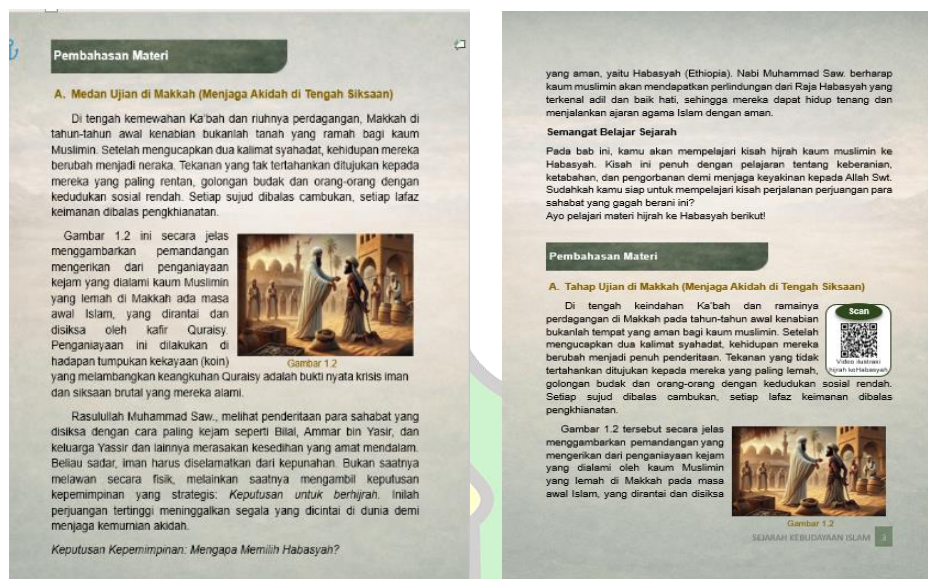 Pembahasan Materi
A. Medan Ujian di Makkah (Menjaga Akidah di Tengah Siksaan)
Di tengah kemewahan Ka'bah dan riuhnya perdagangan, Makkah di
tahun-tahun awal kenabian bukanlah tanah yang ramah bagi kaum
Muslimin. Setelah mengucapkan dua kalimat syahadat, kehidupan mereka
berubah menjadi neraka. Tekanan yang tak tertahankan ditujukan kepada
mereka yang paling rentan, golongan budak dan orang-orang dengan
kedudukan sosial rendah. Setiap sujud dibalas cambukan, setiap lafaz
keimanan dibalas pengkhianatan.
Gambar 1.2 ini secara jelas
menggambarkan pemandangan
mengerikan dari penganiayaan
kejam yang dialami kaum Muslimin
yang lemah di Makkah ada masa
awal Islam, yang dirantai dan
disiksa oleh kafir Quraisy.
Penganiayaan ini dilakukan di
hadapan tumpukan kekayaan (koin)
Gambar 1.2
yang melambangkan keangkuhan Quraisy adalah bukti nyata krisis iman
dan siksaan brutal yang mereka alami.
Rasulullah Muhammad Saw., melihat penderitaan para sahabat yang
disiksa dengan cara paling kejam seperti Bilal, Ammar bin Yasir, dan
keluarga Yassir dan lainnya merasakan kesedihan yang amat mendalam.
Beliau sadar, iman harus diselamatkan dari kepunahan. Bukan saatnya
melawan secara fisik, melainkan saatnya mengambil keputusan
kepemimpinan yang strategis: Keputusan untuk berhijrah. Inilah
perjuangan tertinggi meninggalkan segala yang dicintai di dunia demi
menjaga kemurnian akidah.
Keputusan Kepemimpinan: Mengapa Memilih Habasyah?
yang aman, yaitu Habasyah (Ethiopia). Nabi Muhammad Saw. berharap
kaum muslimin akan mendapatkan perlindungan dari Raja Habasyah yang
terkenal adil dan baik hati, sehingga mereka dapat hidup tenang dan
menjalankan ajaran agama Islam dengan aman.
Semangat Belajar Sejarah
Pada bab ini, kamu akan mempelajari kisah hijrah kaum muslimin ke
Habasyah. Kisah ini penuh dengan pelajaran tentang keberanian,
ketabahan, dan pengorbanan demi menjaga keyakinan kepada Allah Swt.
Sudahkah kamu siap untuk mempelajari kisah perjalanan perjuangan para
sahabat yang gagah berani ini?
Ayo pelajari materi hijrah ke Habasyah berikut!
Pembahasan Materi
A. Tahap Ujian di Makkah (Menjaga Akidah di Tengah Siksaan)
Di tengah keindahan Ka'bah dan ramainya
perdagangan di Makkah pada tahun-tahun awal kenabian
bukanlah tempat yang aman bagi kaum muslimin. Setelah
mengucapkan dua kalimat syahadat, kehidupan mereka
berubah menjadi penuh penderitaan. Tekanan yang tidak
tertahankan ditujukan kepada mereka yang paling lemah,
Scan
Video ilustrasi
hijrah ke Habasyah
golongan budak dan orang-orang dengan kedudukan sosial rendah.
Setiap sujud dibalas cambukan, setiap lafaz keimanan dibalas
pengkhianatan.
Gambar 1.2 tersebut secara jelas
menggambarkan pemandangan yang
mengerikan dari penganiayaan kejam
yang dialami oleh kaum Muslimin
yang lemah di Makkah pada masa
awal Islam, yang dirantai dan disiksa
Gambar 1.2
SEJARAH KEBUDAYAAN ISLAM 3